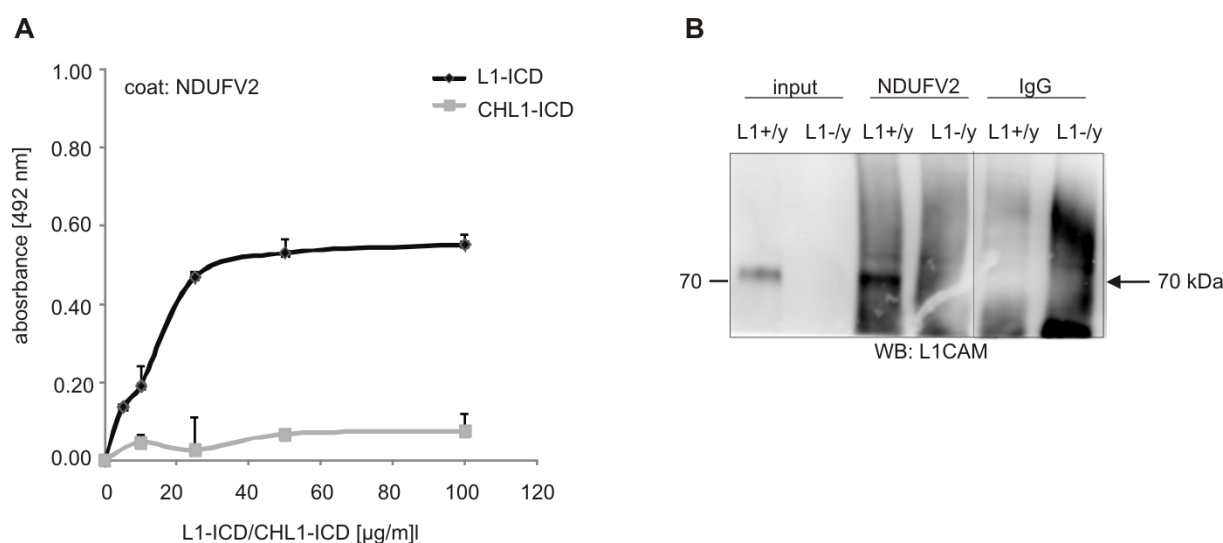 A
1.00
0.80
0.60
0.40
0.20
0.00
abosrbance [492 nm]
coat: NDUFV2
L1-ICD
CHL1-ICD
0 20 40 60 80 100 120
L1-ICD/CHL1-ICD [µg/m]l
B
input NDUFV2 IgG
L1+/y L1-/y L1+/y L1-/y L1+/y L1-/y
70
70 kDa
WB: L1CAM